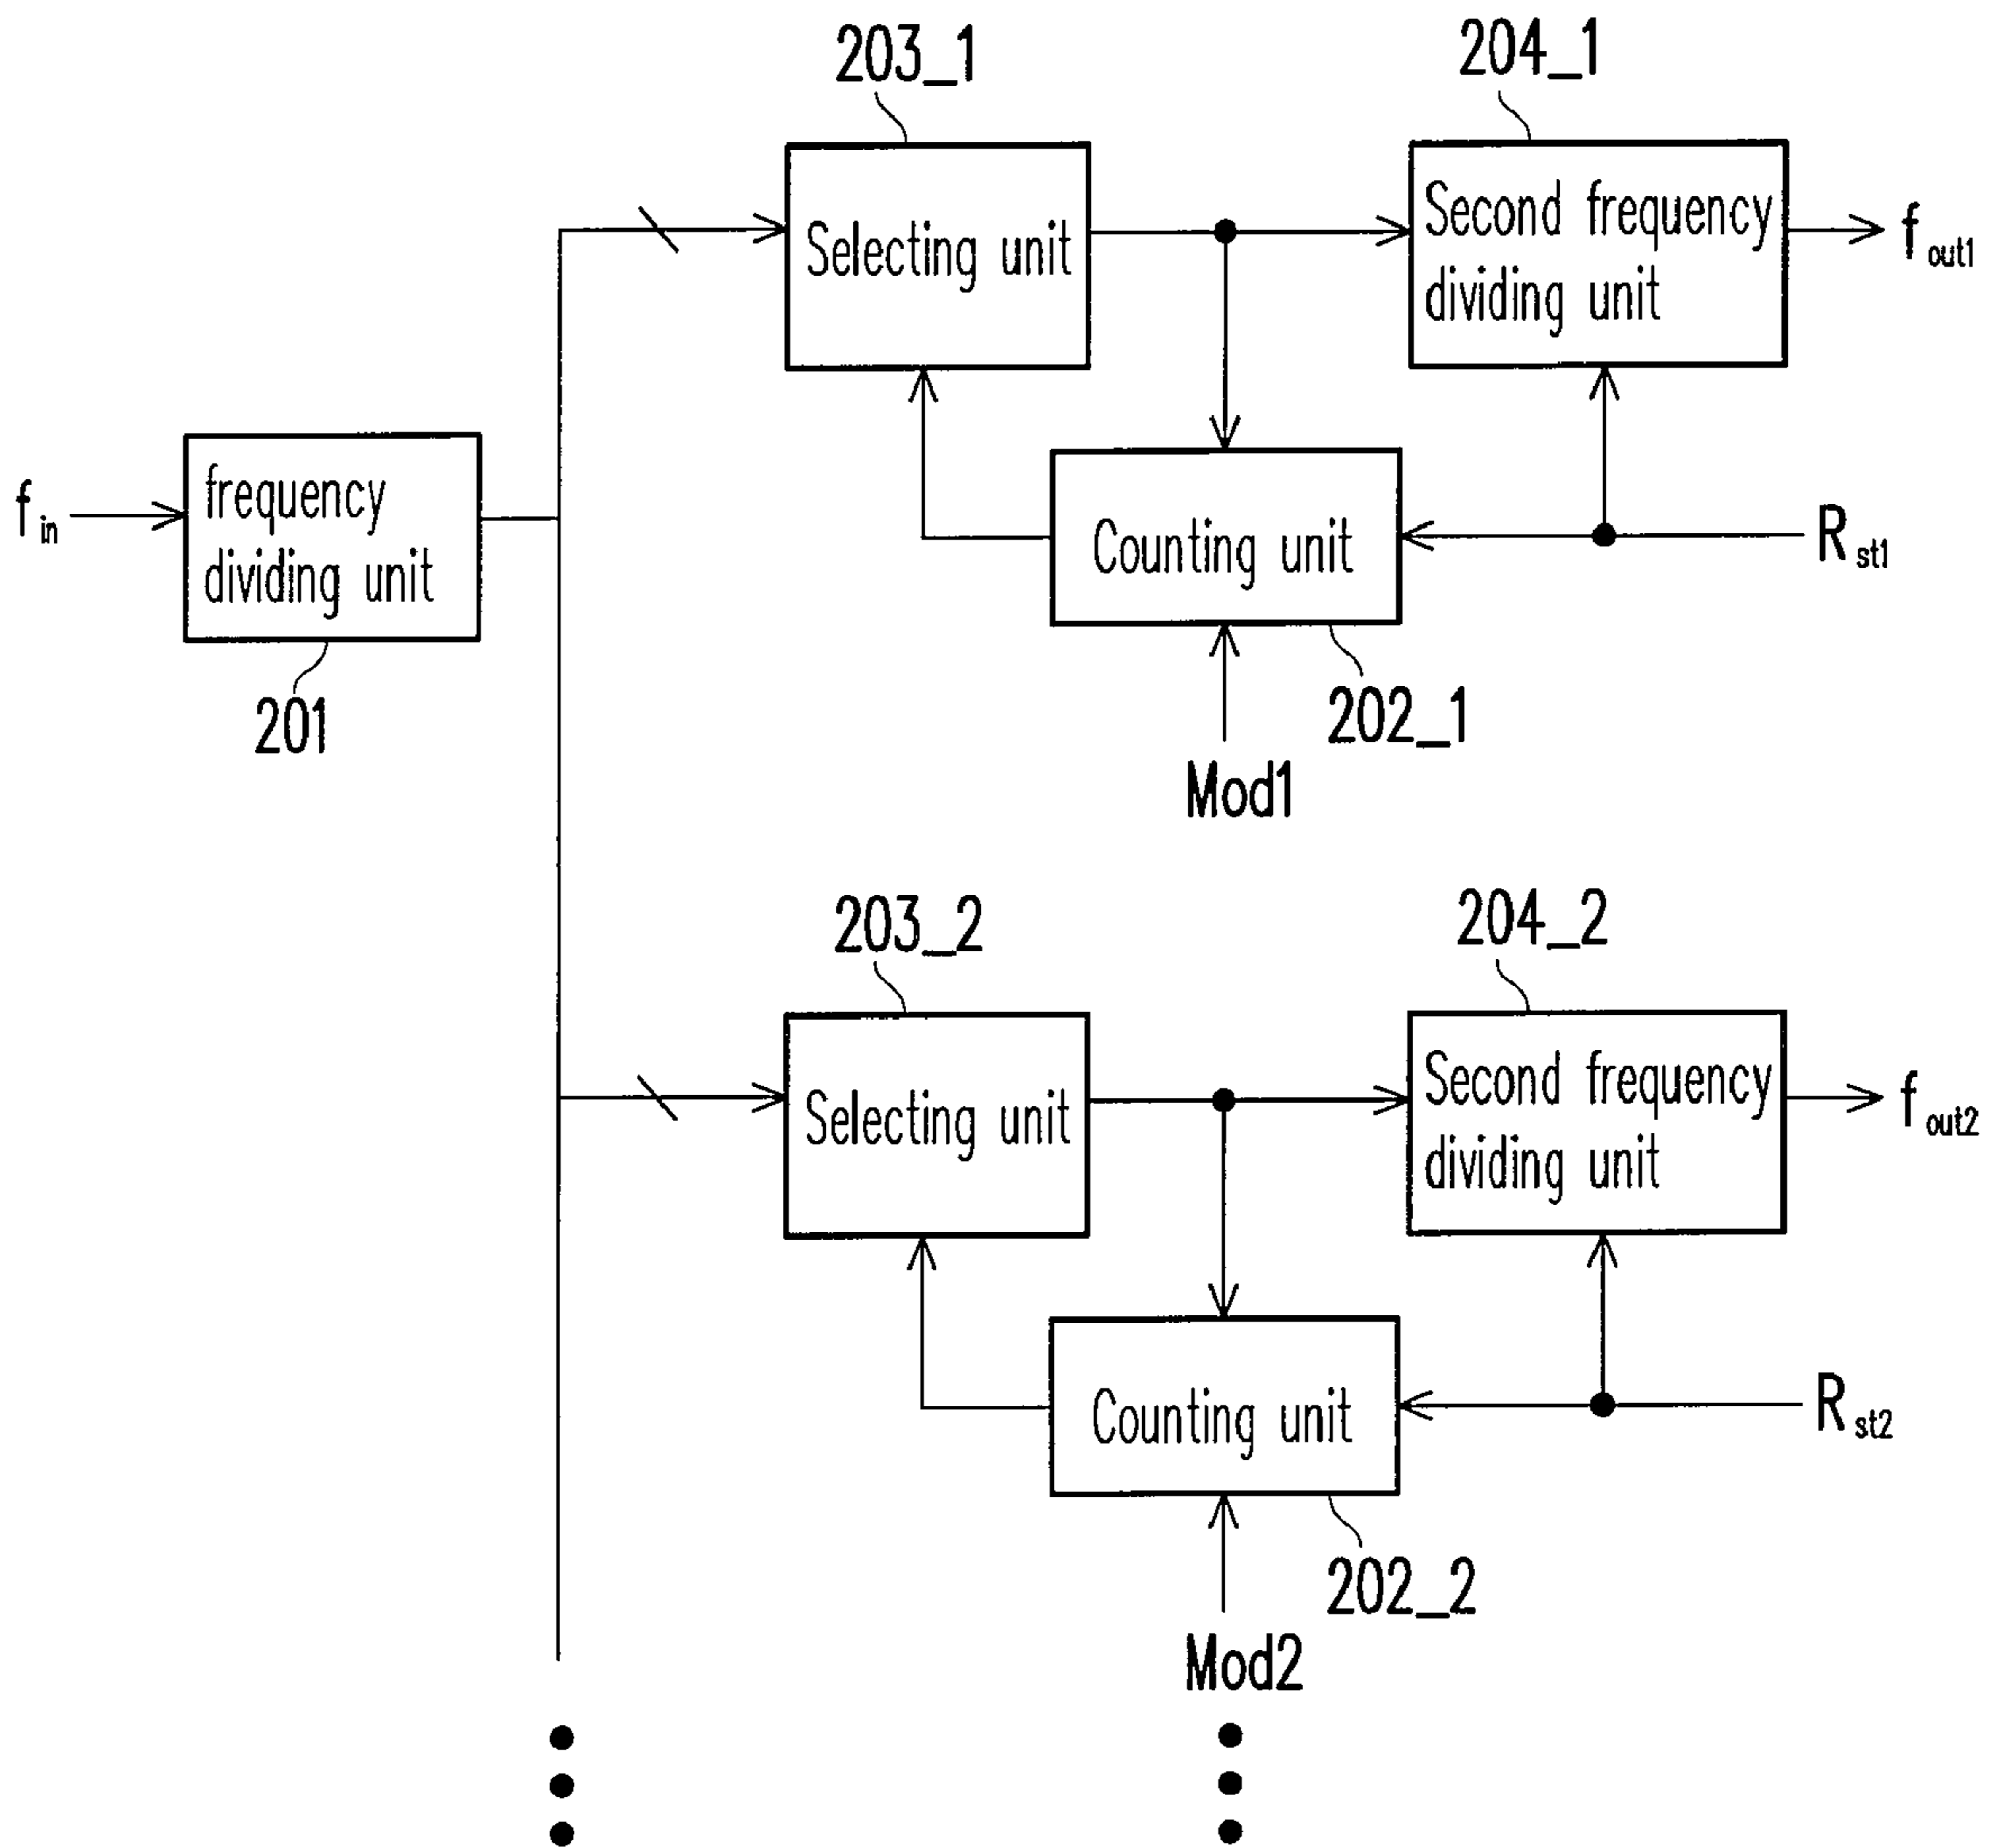 203_1
204_1
Selecting unit
Second frequency
dividing unit
f out1
f in
frequency
dividing unit
Counting unit
R st1
201
202_1
Mod1
203_2
204_2
Selecting unit
Second frequency
dividing unit
f out2
Counting unit
R st2
202_2
Mod2